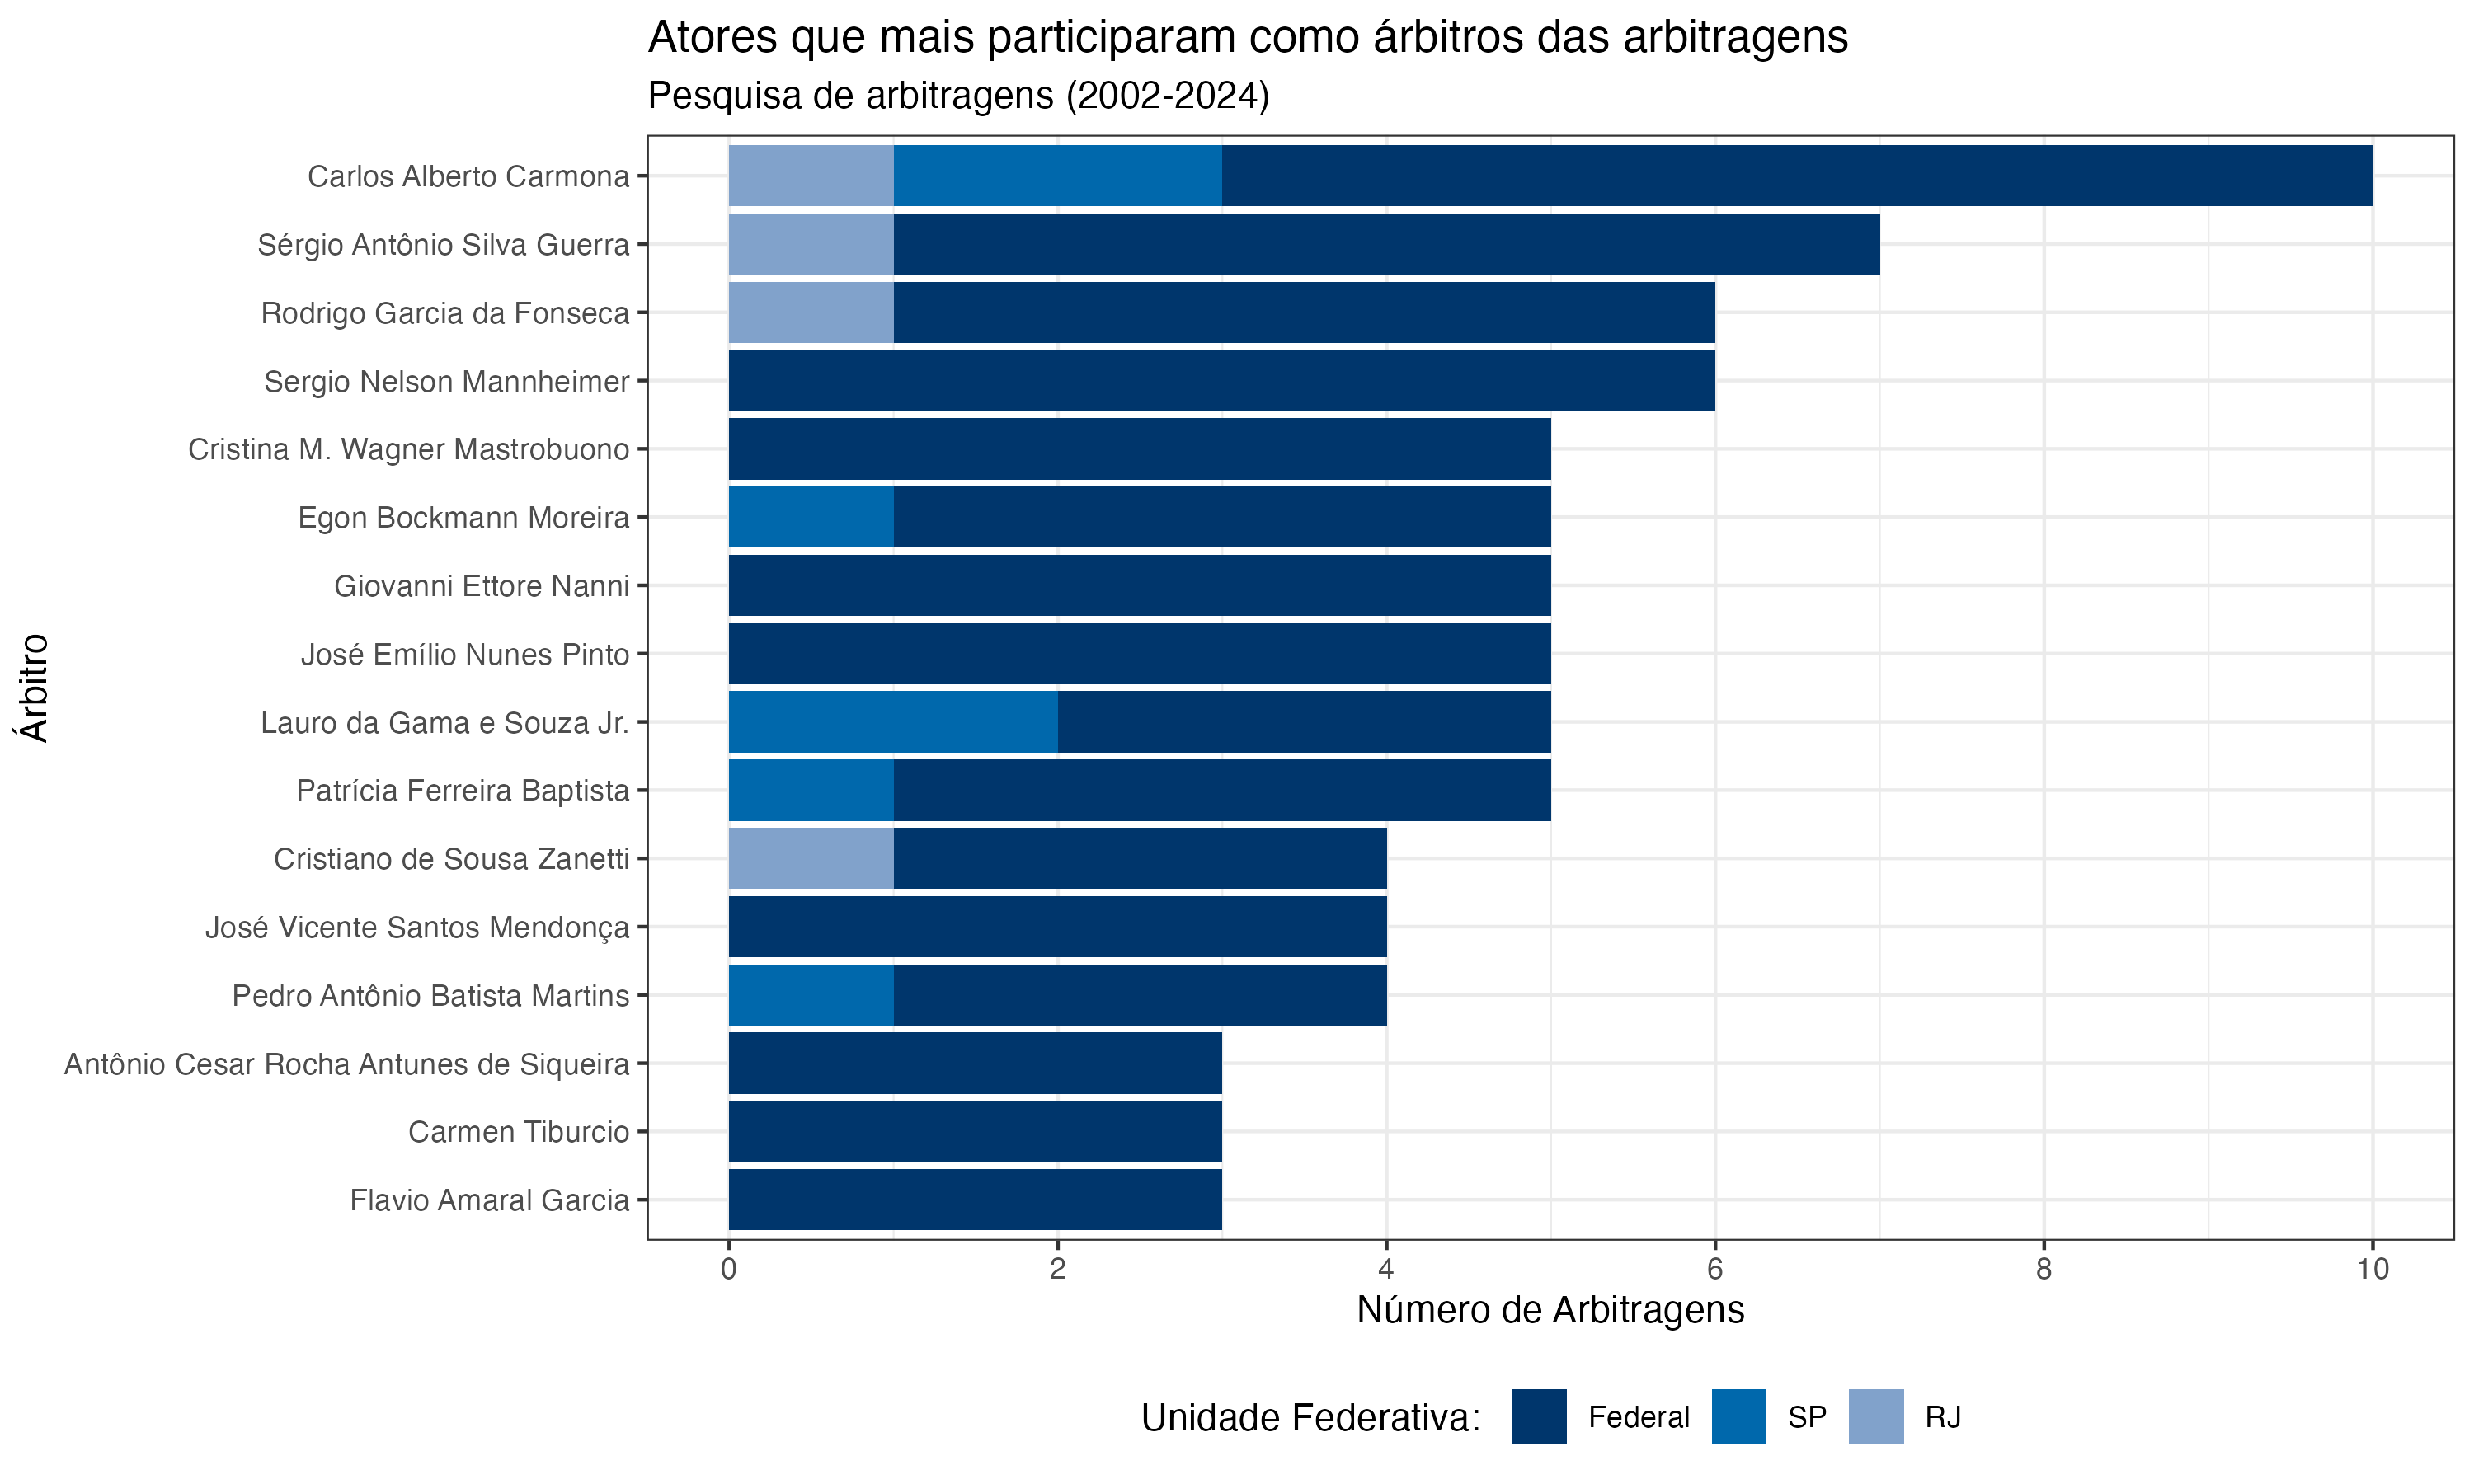 Atores que mais participaram como árbitros das arbitragens
Pesquisa de arbitragens (2002-2024)
Árbitro
Carlos Alberto Carmona
Sérgio Antônio Silva Guerra
Rodrigo Garcia da Fonseca
Sergio Nelson Mannheimer
Cristina M. Wagner Mastrobuono
Egon Bockmann Moreira
Giovanni Ettore Nanni
José Emílio Nunes Pinto
Lauro da Gama e Souza Jr.
Patrícia Ferreira Baptista
Cristiano de Sousa Zanetti
José Vicente Santos Mendonça
Pedro Antônio Batista Martins
Antônio Cesar Rocha Antunes de Siqueira
Carmen Tiburcio
Flavio Amaral Garcia
0 2 4 6 8 10
Número de Arbitragens
Unidade Federativa: Federal SP RJ